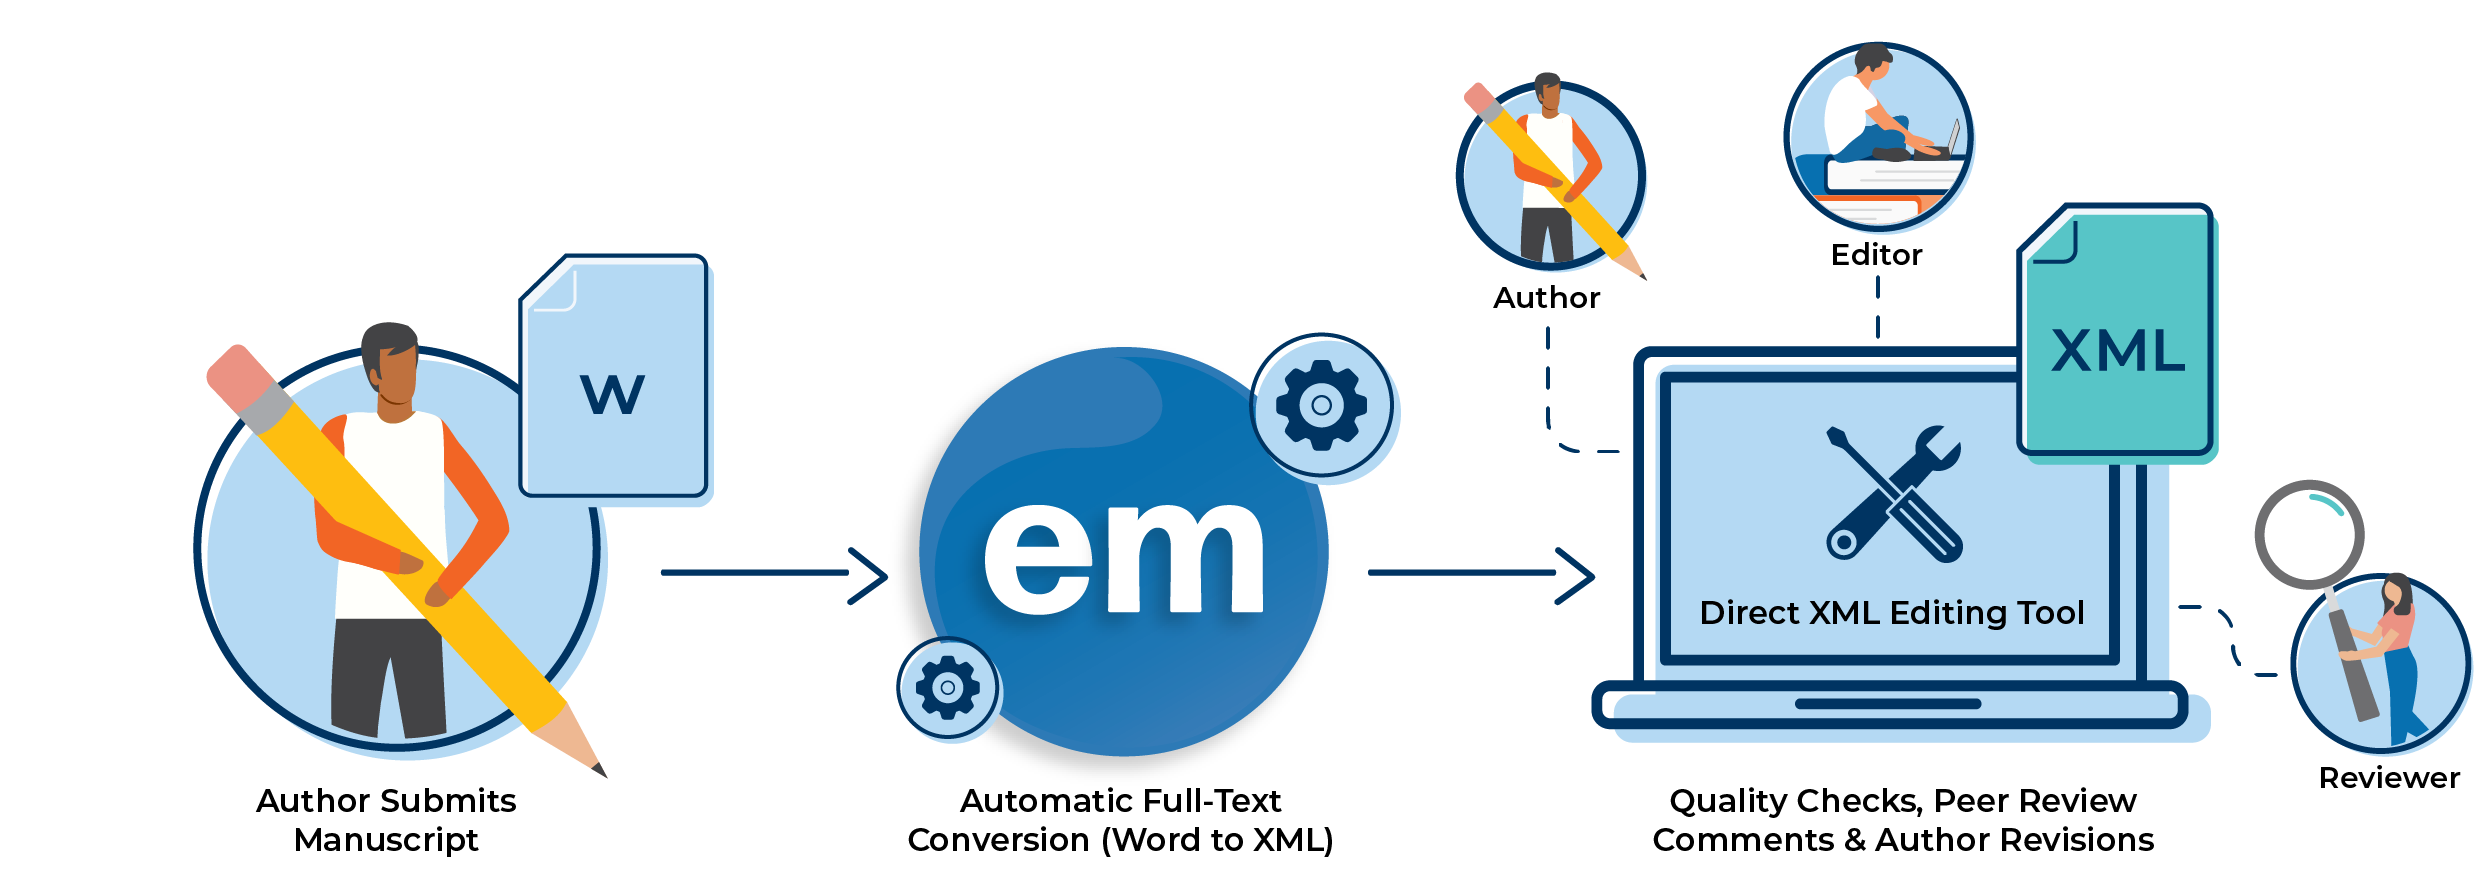 W
Author Submits
Manuscript
em
Automatic Full-Text
Conversion (Word to XML)
Author
Editor
XML
Direct XML Editing Tool
Reviewer
Quality Checks, Peer Review
Comments & Author Revisions